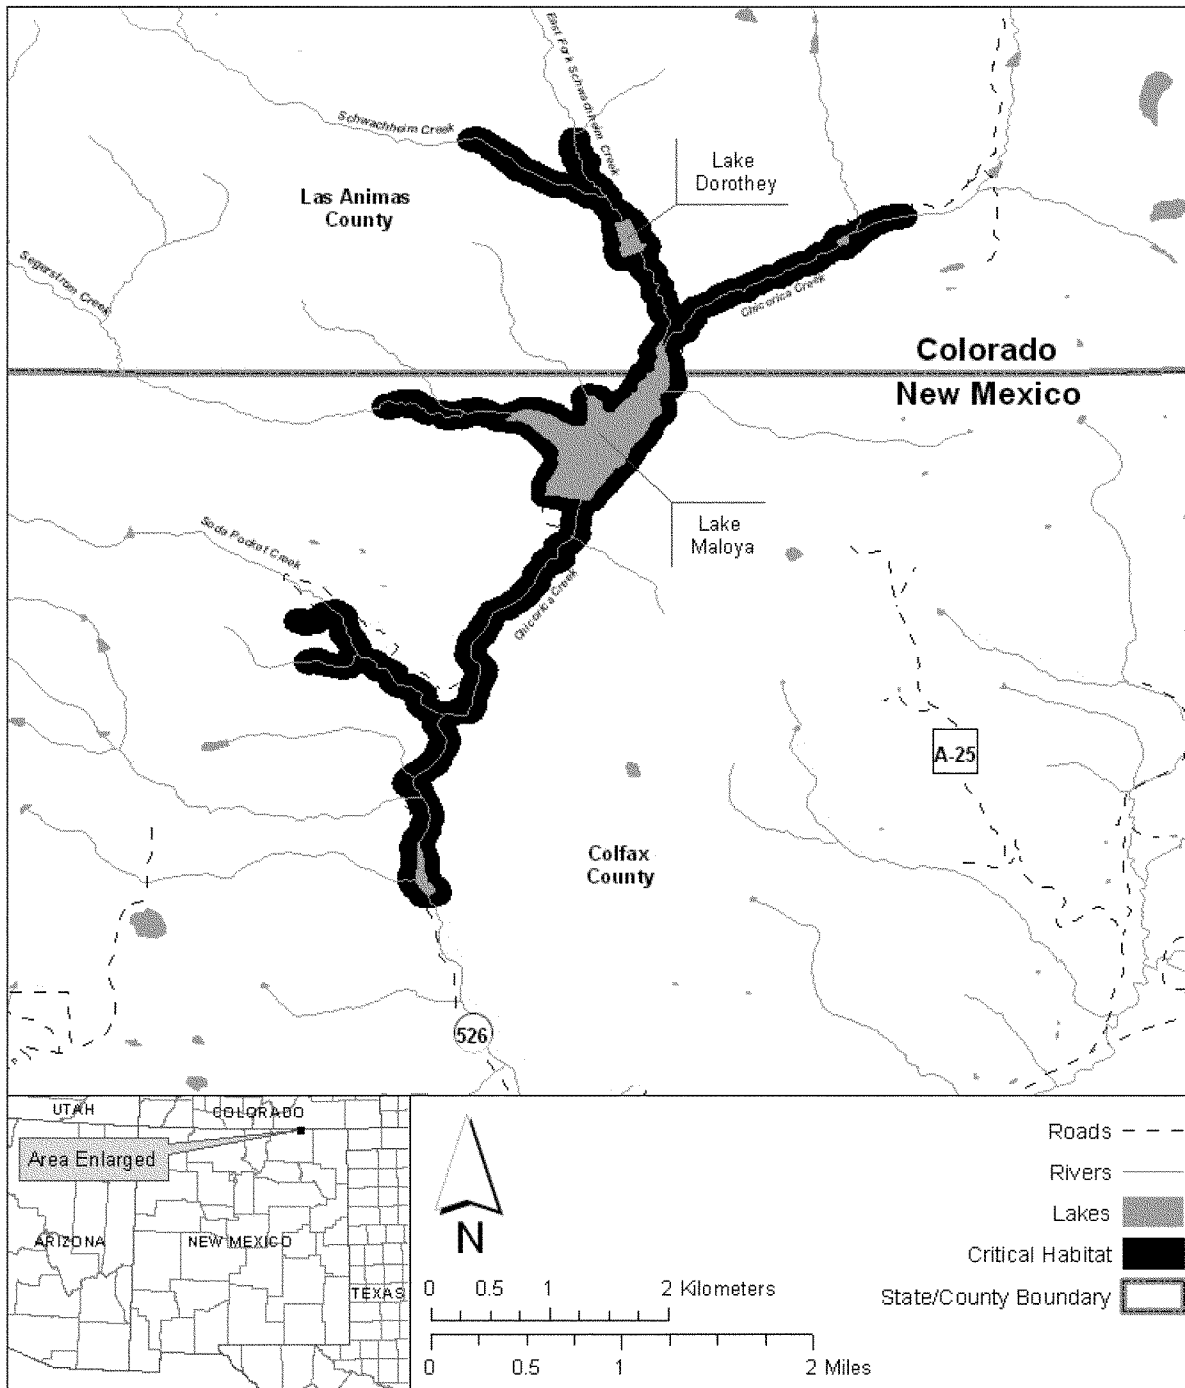 East Fork Schwachheim Creek
Schwachheim Creek
Lake
Dorothey
Las Animas
County
Segerstrom Creek
Chicorica Creek
Colorado
New Mexico
Lake
Maloya
Soda Pocket Creek
Chicorica Creek
A-25
Colfax
County
526
UTAH
COLORADO
Area Enlarged
ARIZONA
NEW MEXICO
TEXAS
N
0 0.5 1 2 Kilometers
0 0.5 1 2 Miles
Roads
Rivers
Lakes
Critical Habitat
State/County Boundary